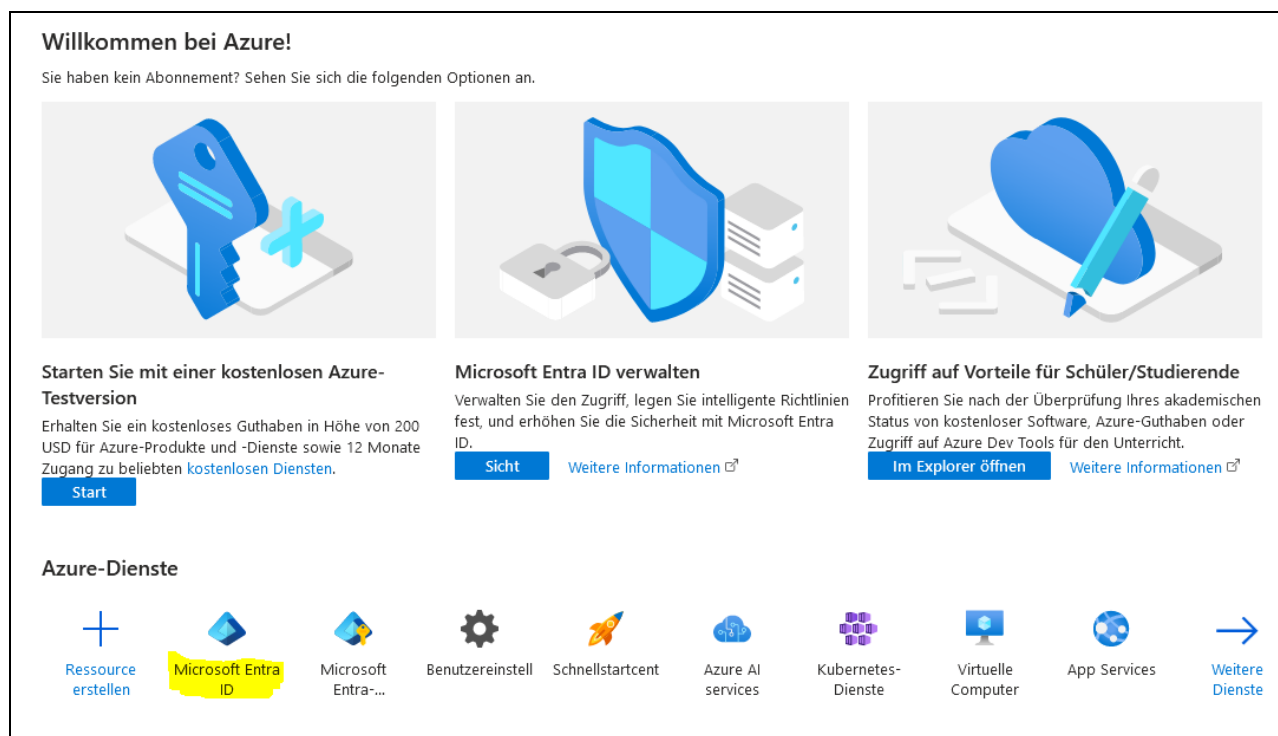 Willkommen bei Azure!
Sie haben kein Abonnement? Sehen Sie sich die folgenden Optionen an.
Starten Sie mit einer kostenlosen Azure-
Testversion
Erhalten Sie ein kostenloses Guthaben in Höhe von 200
USD für Azure-Produkte und -Dienste sowie 12 Monate
Zugang zu beliebten kostenlosen Diensten.
Start
Microsoft Entra ID verwalten
Verwalten Sie den Zugriff, legen Sie intelligente Richtlinien
fest, und erhöhen Sie die Sicherheit mit Microsoft Entra
ID.
Sicht Weitere Informationen
Zugriff auf Vorteile für Schüler/Studierende
Profitieren Sie nach der Überprüfung Ihres akademischen
Status von kostenloser Software, Azure-Guthaben oder
Zugriff auf Azure Dev Tools für den Unterricht.
Im Explorer öffnen Weitere Informationen
Azure-Dienste
Ressource
erstellen
Microsoft Entra
ID
Microsoft
Entra-...
Benutzereinstell
Schnellstartcent
Azure AI
services
Kubernetes-
Dienste
Virtuelle
Computer
App Services
Weitere
Dienste